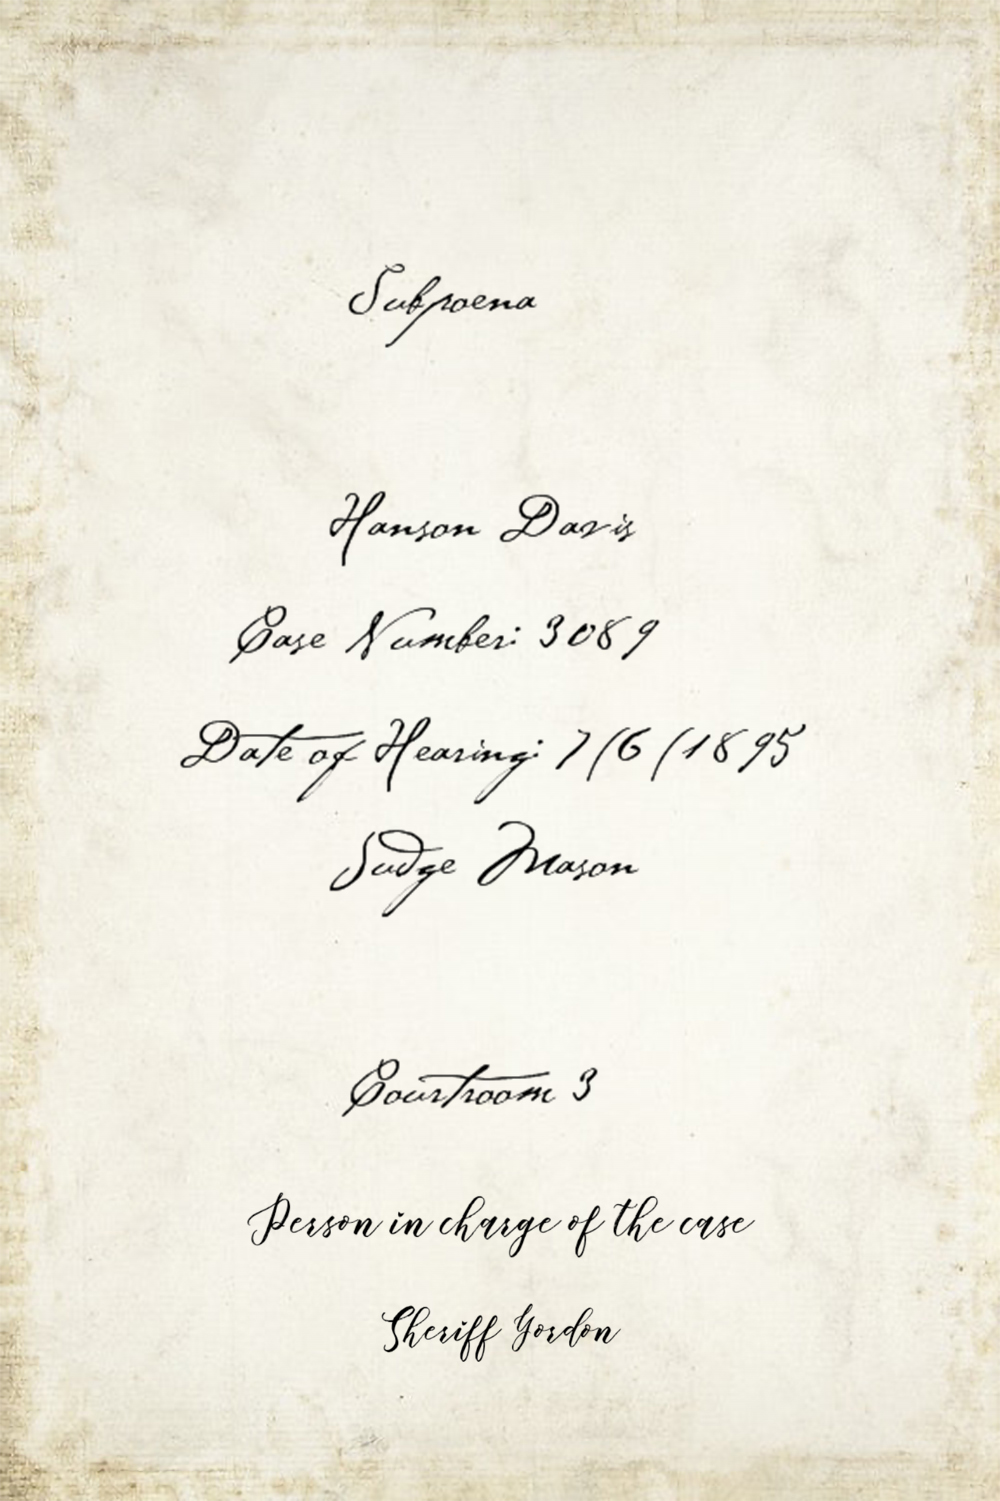 Subpoena
Hanson Davis
Case Number: 3089
Date of Hearing: 7/6/1895
Judge Mason
Courtroom 3
Person in charge of the case
Sheriff Gordon